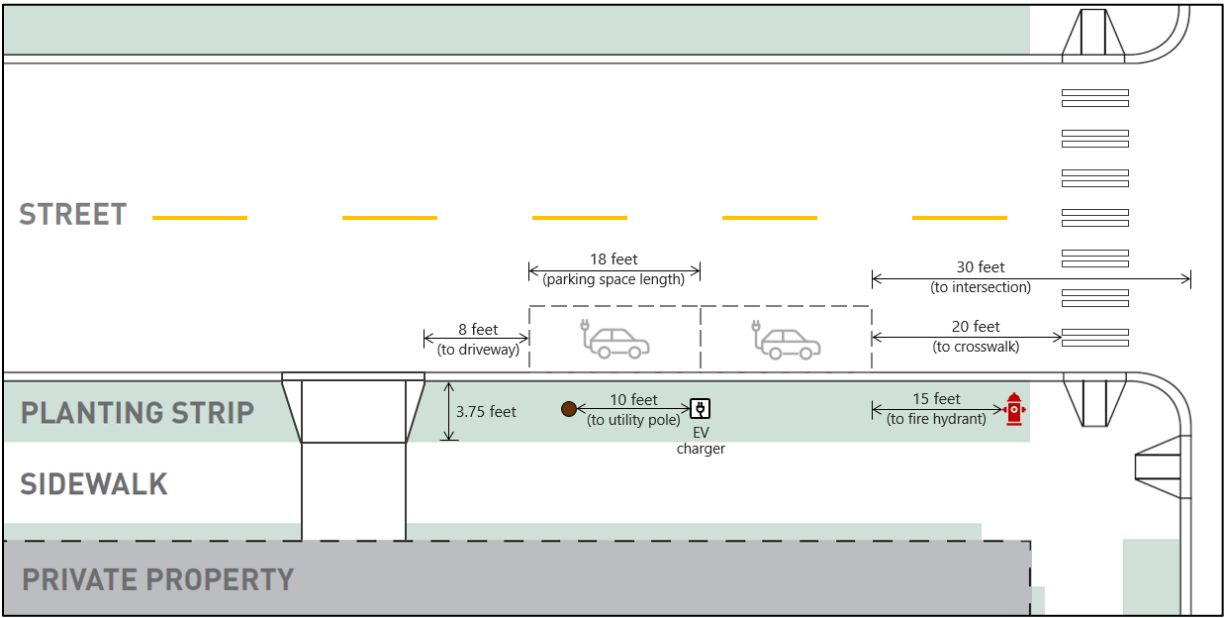 STREET
18 feet
(parking space length)
30 feet
(to intersection)
8 feet
(to driveway)
20 feet
(to crosswalk)
PLANTING STRIP
3.75 feet
10 feet
(to utility pole)
EV
charger
15 feet
(to fire hydrant)
SIDEWALK
PRIVATE PROPERTY